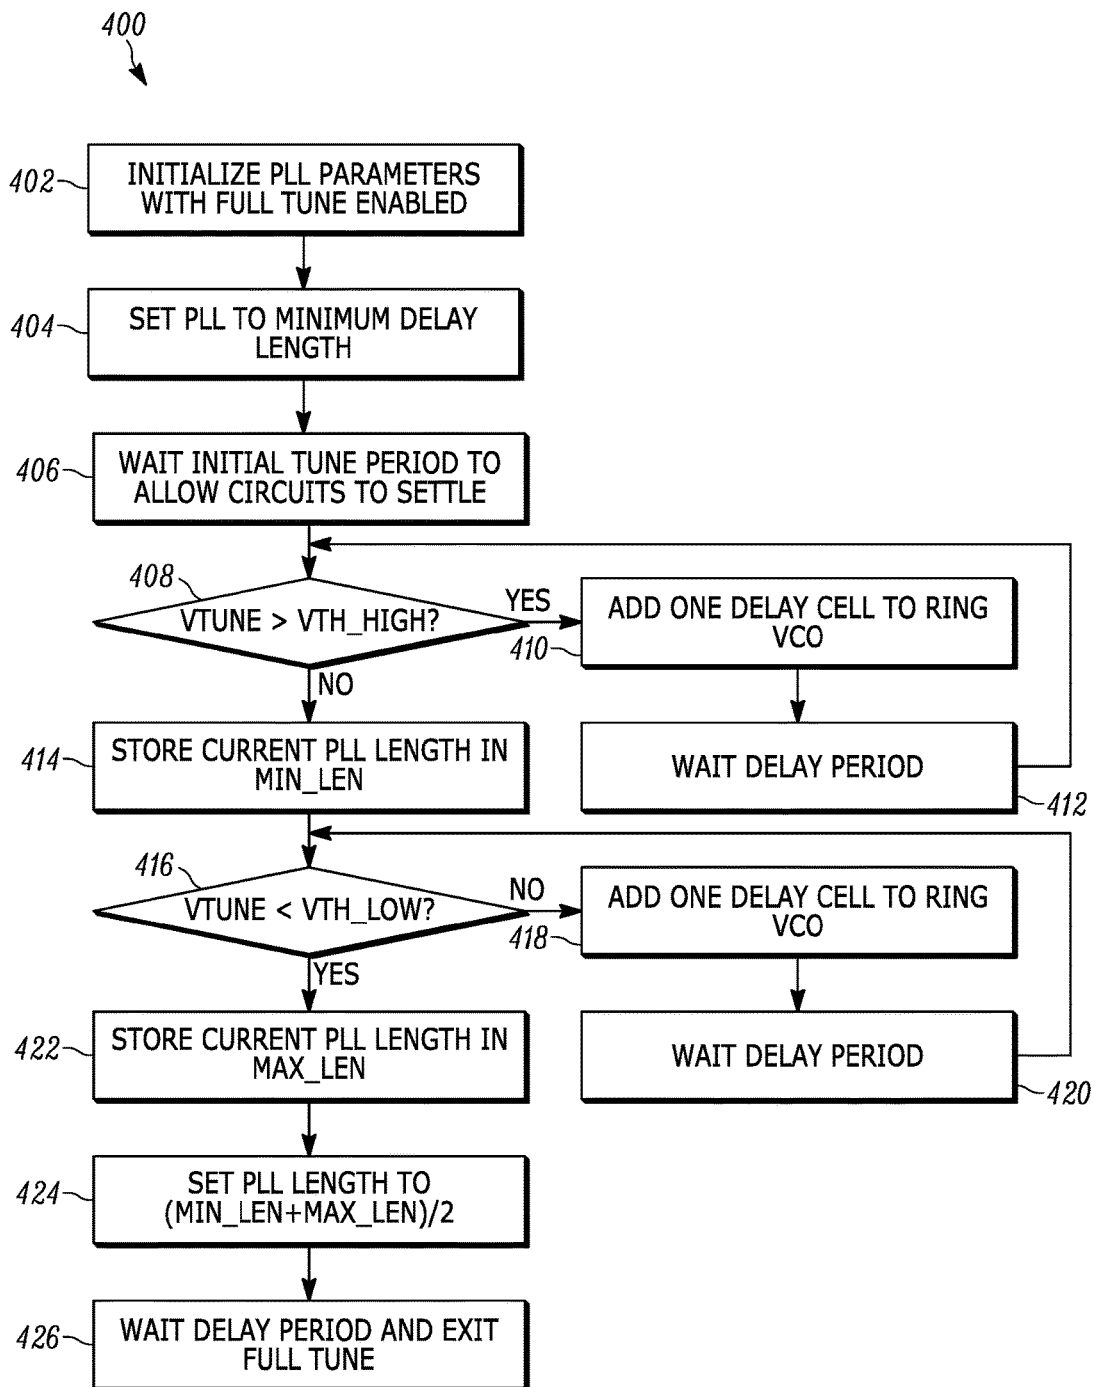 400
402
INITIALIZE PLL PARAMETERS
WITH FULL TUNE ENABLED
404
SET PLL TO MINIMUM DELAY
LENGTH
406
WAIT INITIAL TUNE PERIOD TO
ALLOW CIRCUITS TO SETTLE
408
VTUNE > VTH_HIGH?
YES
NO
410
ADD ONE DELAY CELL TO RING
VCO
WAIT DELAY PERIOD
412
414
STORE CURRENT PLL LENGTH IN
MIN_LEN
416
VTUNE < VTH_LOW?
NO
YES
418
ADD ONE DELAY CELL TO RING
VCO
WAIT DELAY PERIOD
420
422
STORE CURRENT PLL LENGTH IN
MAX_LEN
424
SET PLL LENGTH TO
(MIN_LEN+MAX_LEN)/2
426
WAIT DELAY PERIOD AND EXIT
FULL TUNE